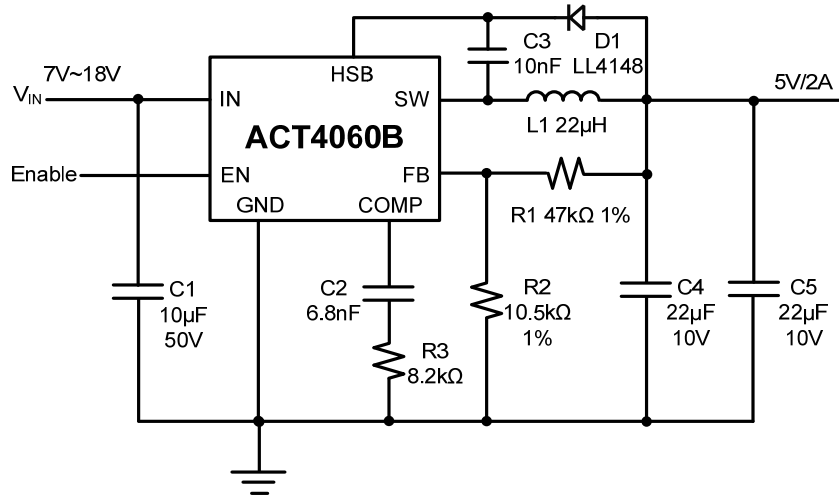 7V~18V
VIN
HSB
C3
10nF
D1
LL4148
5V/2A
IN
SW
L1 22µH
ACT4060B
Enable
EN
FB
GND
COMP
R1 47kΩ 1%
C1
10µF
50V
C2
6.8nF
R3
8.2kΩ
R2
10.5kΩ
1%
C4
22µF
10V
C5
22µF
10V